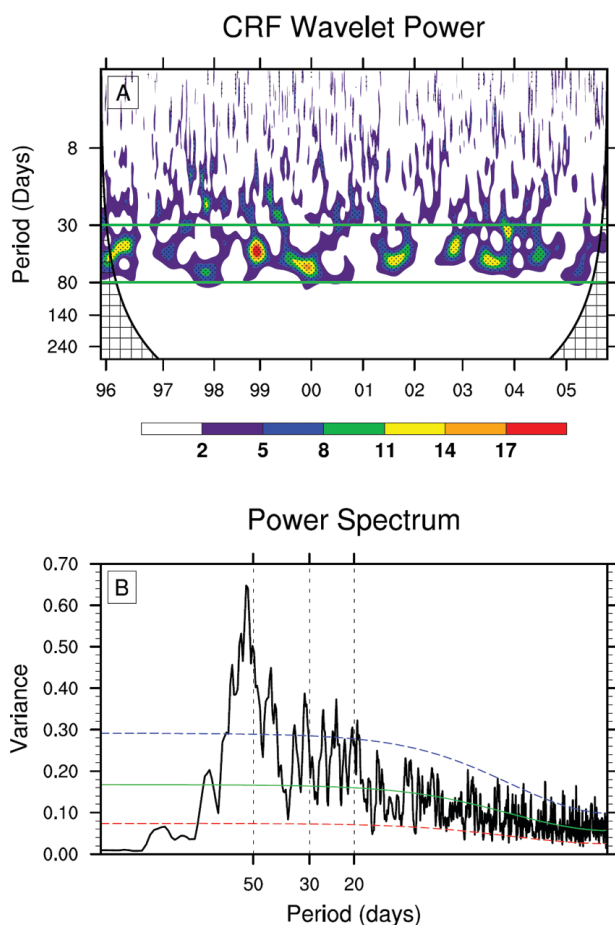 CRF Wavelet Power
A
8
30
80
140
240
Period (Days)
96 97 98 99 00 01 02 03 04 05
2 5 8 11 14 17
Power Spectrum
B
0.70
0.60
0.50
0.40
0.30
0.20
0.10
0.00
Variance
50 30 20
Period (days)